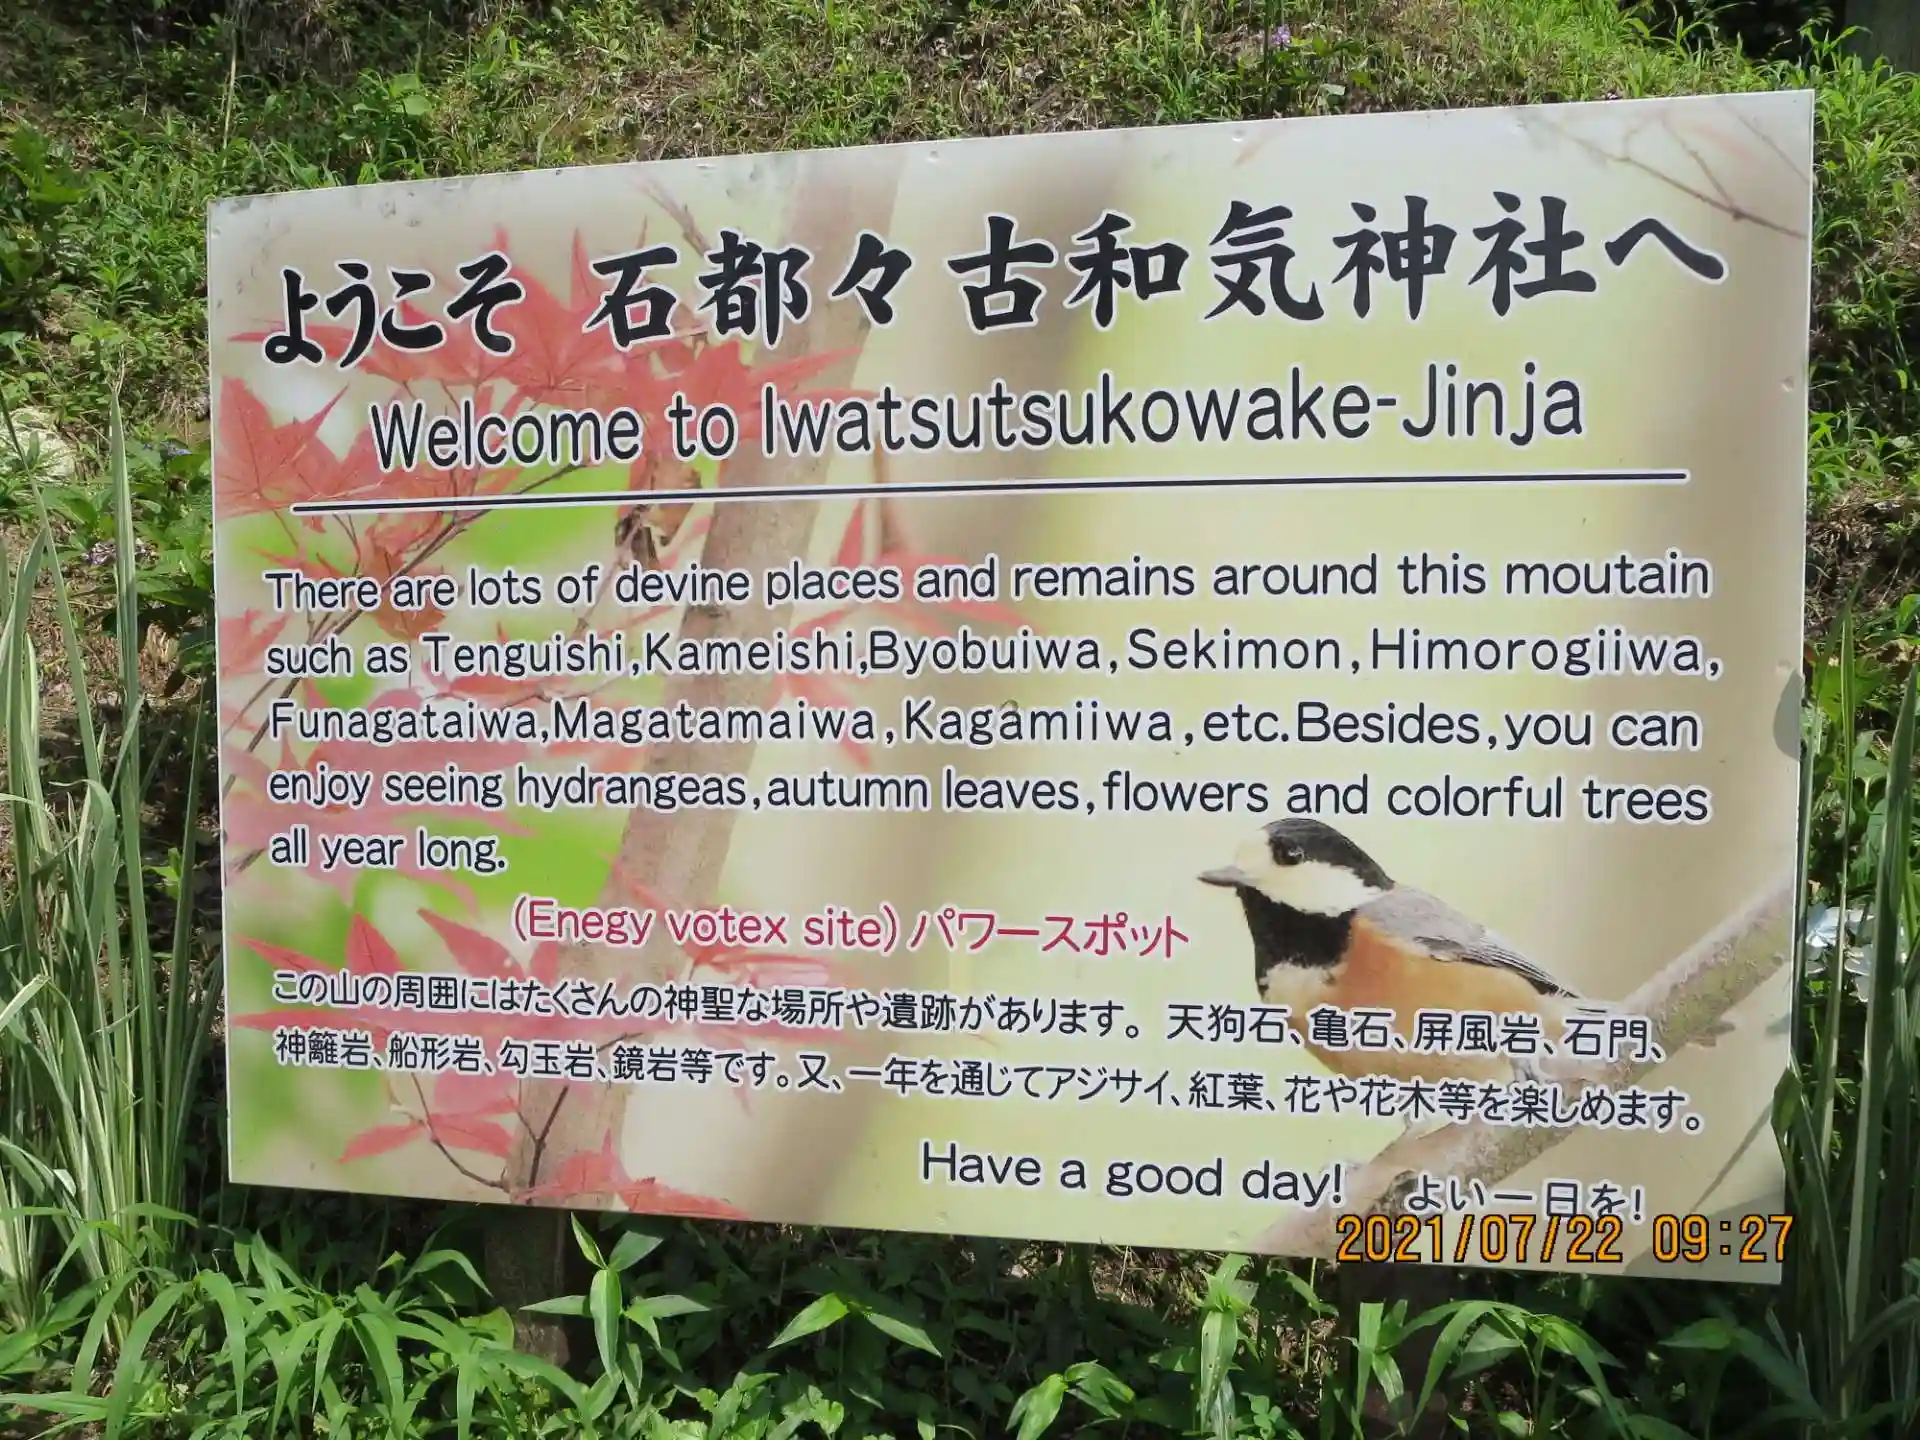 ようこそ 石都々古和気神社へ
Welcome to Iwatsutsukowake-Jinja
There are lots of devine places and remains around this moutain
such as Tenguishi,Kameishi,Byobuiwa,Sekimon,Himorogiiwa,
Funagataiwa,Magatamaiwa,Kagamiiwa,etc.Besides,you can
enjoy seeing hydrangeas,autumn leaves,flowers and colorful trees
all year long.
(Enegy votex site) パワースポット
この山の周囲にはたくさんの神聖な場所や遺跡があります。 天狗石、亀石、屏風岩、石門、
神籬岩、船形岩、勾玉岩、鏡岩等です。又、一年を通じてアジサイ、紅葉、花や花木等を楽しめます。
Have a good day! よい一日を!
2021/07/22 09:27